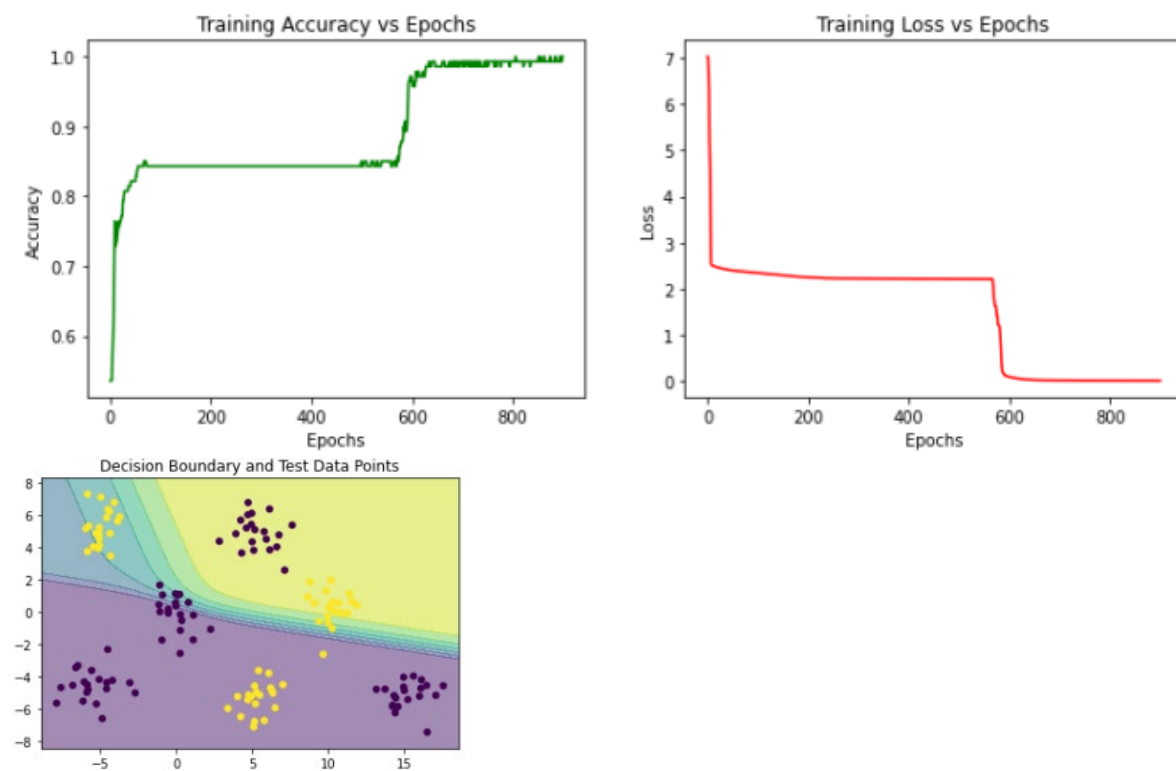 Training Accuracy vs Epochs
1.0
0.9
0.8
0.7
0.6
Accuracy
0 200 400 600 800
Epochs
Training Loss vs Epochs
7
6
5
4
3
2
1
0
Loss
0 200 400 600 800
Epochs
Decision Boundary and Test Data Points
8
6
4
2
0
−2
−4
−6
−8
−5 0 5 10 15